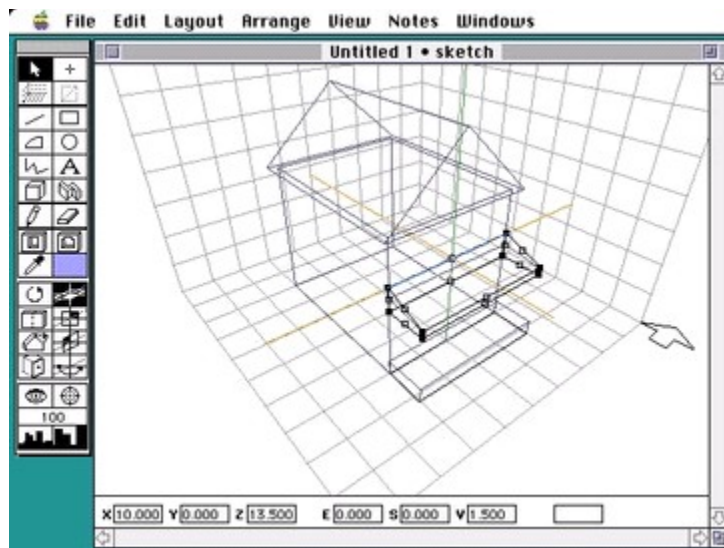 File Edit Layout Arrange View Notes Windows
Untitled 1 • sketch
A
100
X 10.000 Y 0.000 Z 13.500 E 0.000 S 0.000 V 1.500